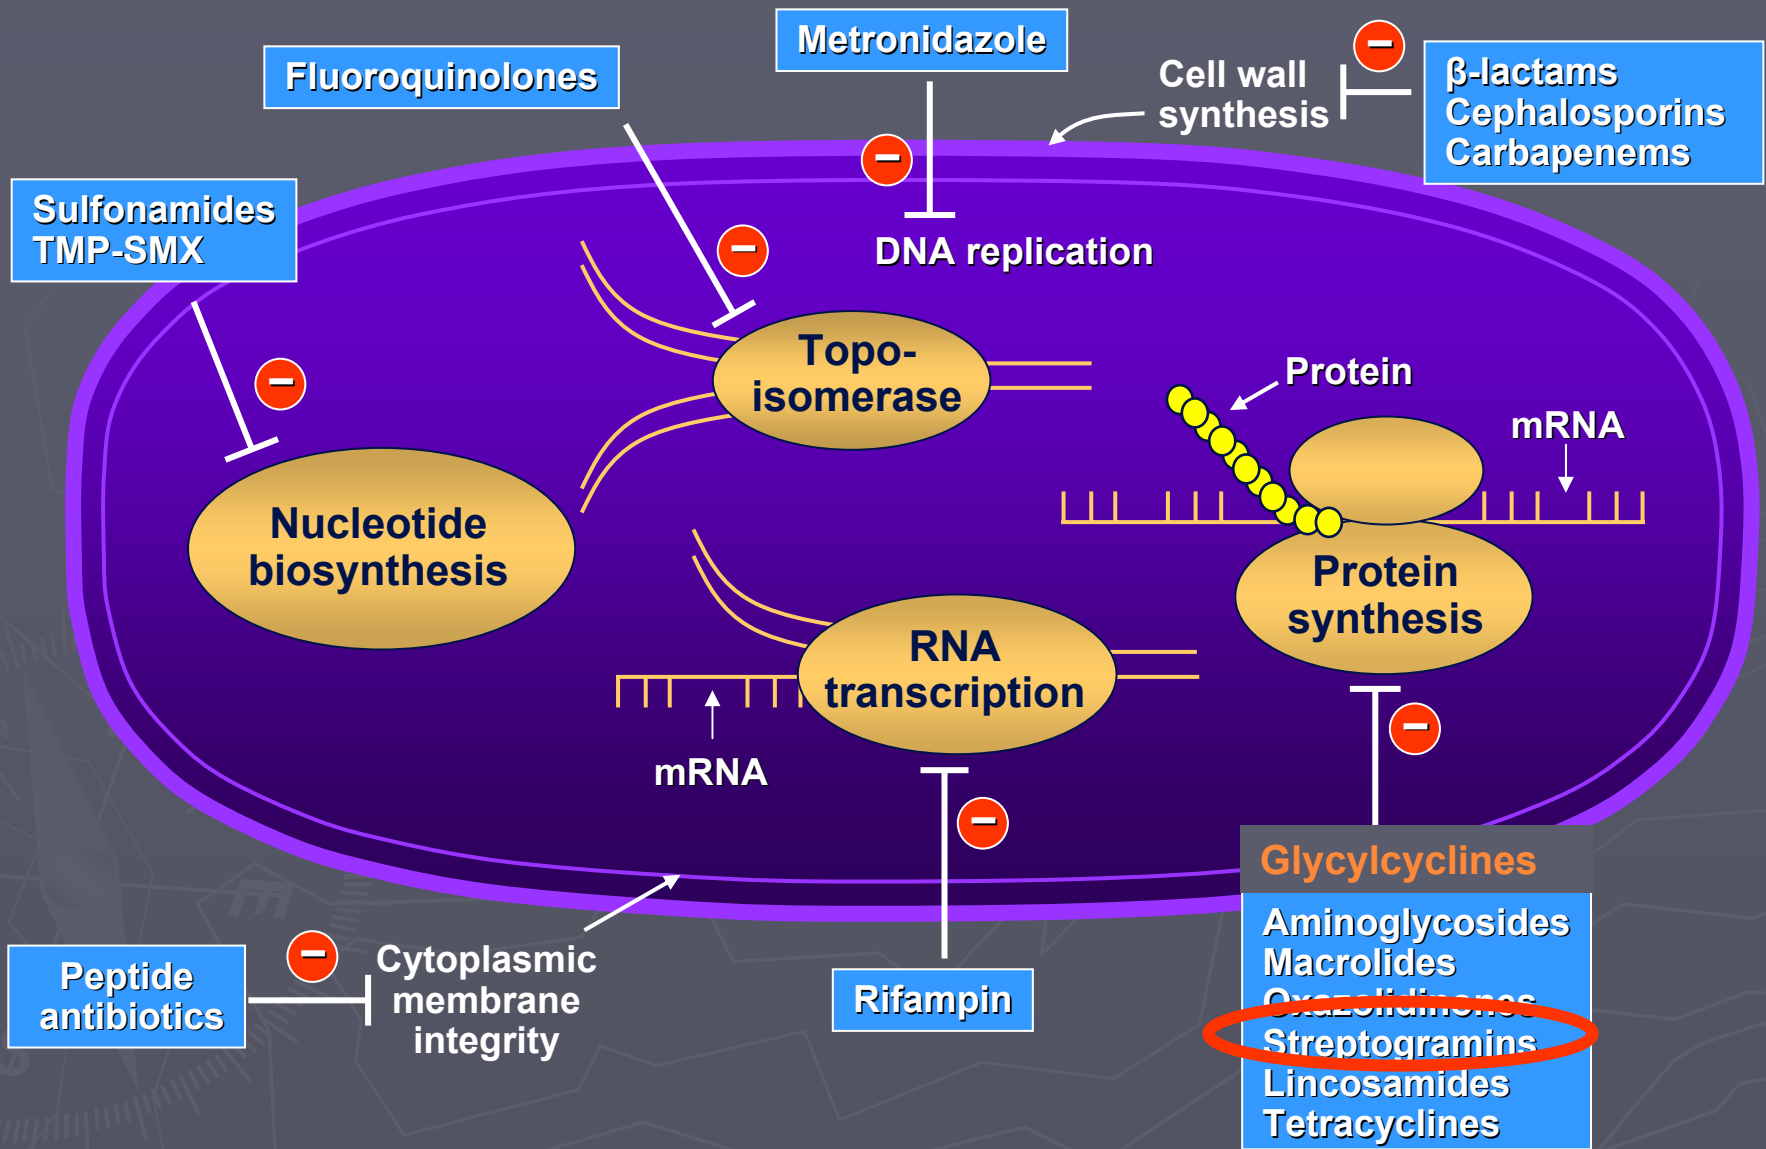 Metronidazole
Fluoroquinolones
Cell wall
synthesis
β-lactams
Cephalosporins
Carbapenems
Sulfonamides
TMP-SMX
DNA replication
Topo-
isomerase
Protein
mRNA
Nucleotide
biosynthesis
Protein
synthesis
RNA
transcription
mRNA
Glycylcyclines
Aminoglycosides
Macrolides
Oxazolidinones
Streptogramins
Lincosamides
Tetracyclines
Peptide
antibiotics
Cytoplasmic
membrane
integrity
Rifampin